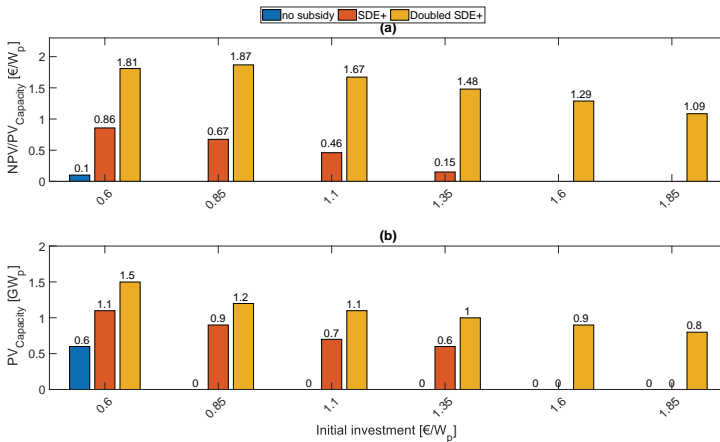 no subsidy SDE+ Doubled SDE+
(a)
NPV/PV_Capacity [€/W_p]
2
1.5
1
0.5
0
0.1 0.86 1.81 0.67 1.87 0.46 1.67 0.15 1.48 1.29 1.09
0.6 0.85 1.1 1.35 1.6 1.85
(b)
PV_Capacity [GW_p]
2
1.5
1
0.5
0
0.6 1.1 1.5 0 0.9 1.2 0 0.7 1.1 0 0.6 1 0 0 0.9 0 0 0.8
0.6 0.85 1.1 1.35 1.6 1.85
Initial investment [€/W_p]